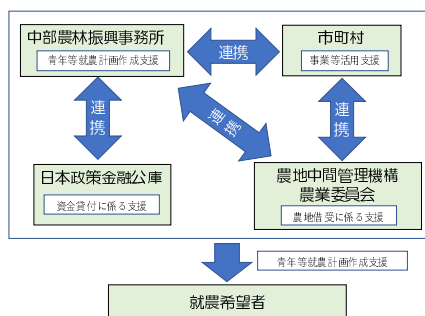 中部農林振興事務所
青年等就農計画作成支援
連携
市町村
事業等活用支援
連携
連携
連携
日本政策金融公庫
資金貸付に係る支援
農地中間管理機構
農業委員会
農地借受に係る支援
青年等就農計画作成支援
就農希望者